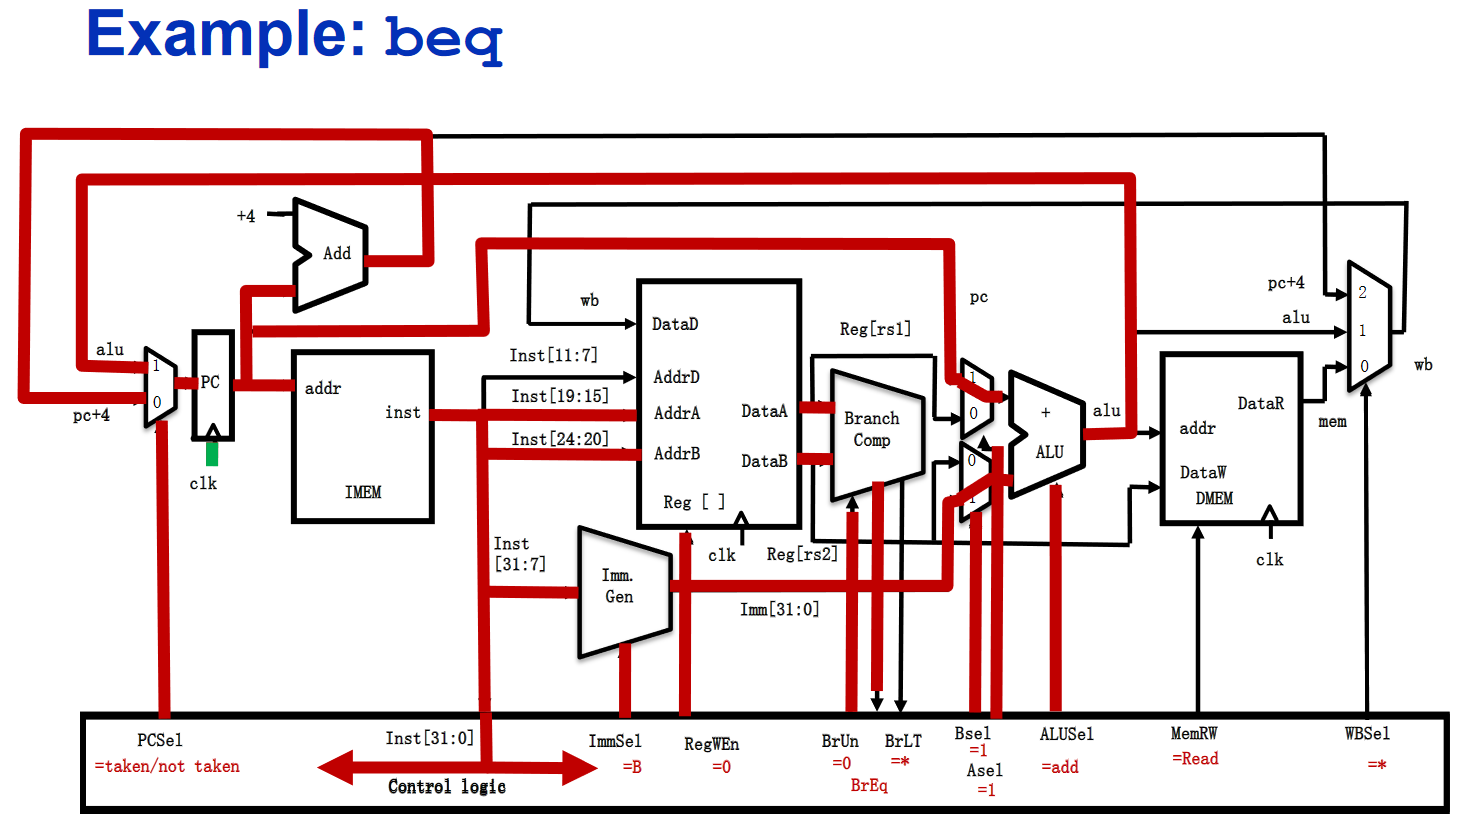 Example: beq
+4
Add
wb
pc
pc+4
2
alu
1
0
wb
alu
1
0
pc+4
PC
clk
addr
inst
IMEM
Inst[11:7]
Inst[19:15]
Inst[24:20]
DataD
AddrD
AddrA
AddrB
DataA
DataB
Reg [ ]
clk
Reg[rs1]
Branch
Comp
Reg[rs2]
1
0
0
1
+
ALU
alu
addr
DataW
DataR
DMEM
clk
mem
Inst
[31:7]
Imm.
Gen
Imm[31:0]
PCSel
=taken/not taken
Inst[31:0]
Control logic
ImmSel
=B
RegWEn
=0
BrUn
=0
BrEq
BrLT
=*
Bsel
=1
Asel
=1
ALUSel
=add
MemRW
=Read
WBSel
=*